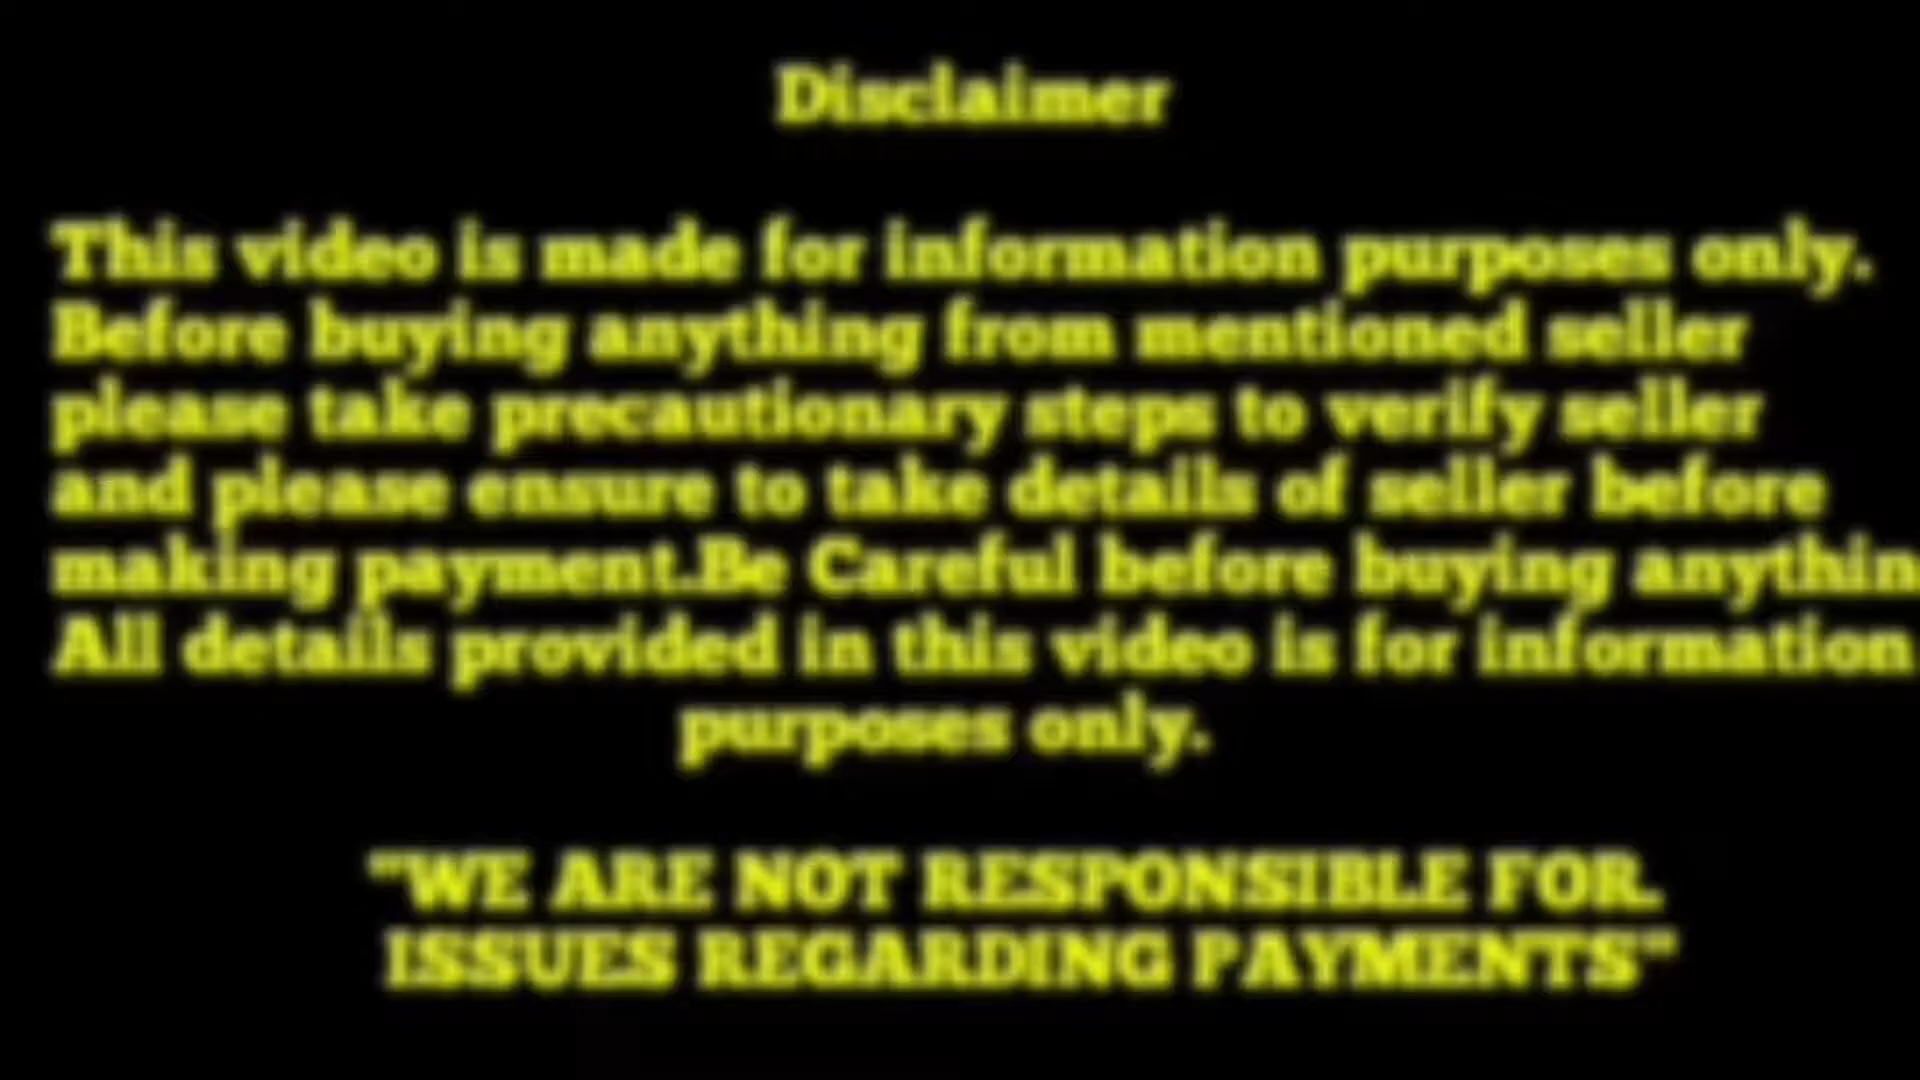 Disclaimer
This video is made for information purposes only.
Before buying anything from mentioned seller
please take precautionary steps to verify seller
and please ensure to take details of seller before
making payment.Be Careful before buying anythin
All details provided in this video is for information
purposes only.
"WE ARE NOT RESPONSIBLE FOR.
ISSUES REGARDING PAYMENTS"